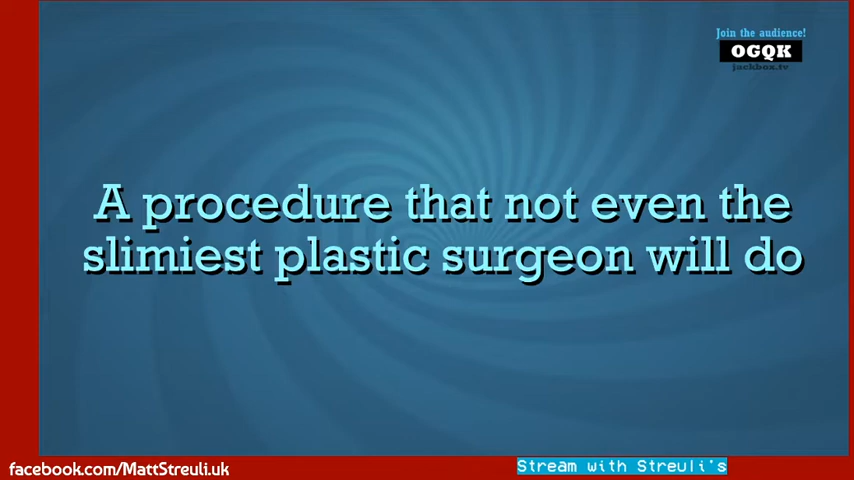 Join the audience!
OGQK
jackbox.tv
A procedure that not even the
slimiest plastic surgeon will do
facebook.com/MattStreuli.uk
Stream with Streuli's